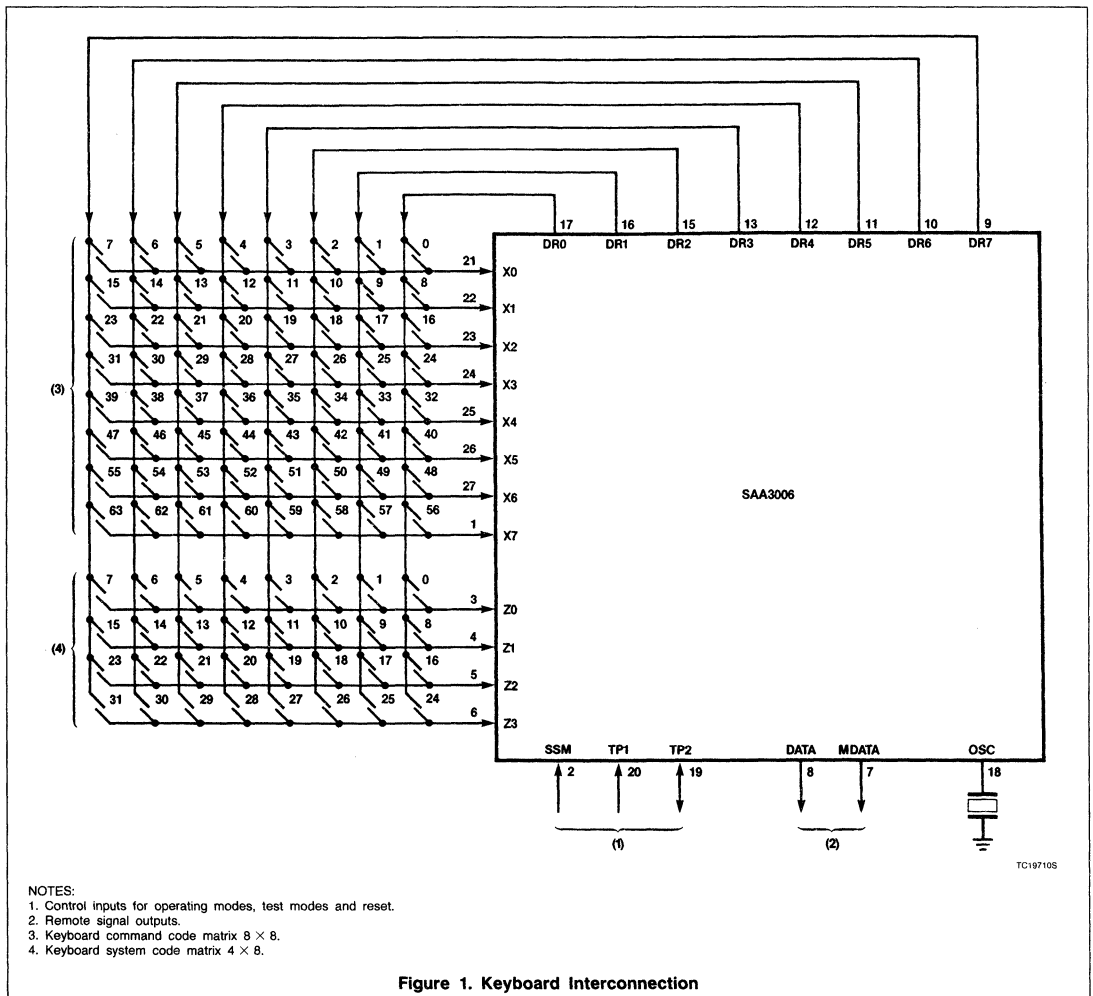 17 16 15 13 12 11 10 9
DR0 DR1 DR2 DR3 DR4 DR5 DR6 DR7
7 6 5 4 3 2 1 0
21 X0
15 14 13 12 11 10 9 8
22 X1
23 22 21 20 19 18 17 16
23 X2
31 30 29 28 27 26 25 24
24 X3
(3)
39 38 37 36 35 34 33 32
25 X4
47 46 45 44 43 42 41 40
26 X5
55 54 53 52 51 50 49 48
27 X6
SAA3006
63 62 61 60 59 58 57 56
1 X7
7 6 5 4 3 2 1 0
3 Z0
15 14 13 12 11 10 9 8
4 Z1
(4)
23 22 21 20 19 18 17 16
5 Z2
31 30 29 28 27 26 25 24
6 Z3
SSM TP1 TP2 DATA MDATA OSC
2 20 19 8 7 18
(1) (2)
TC19710S
NOTES:
1. Control inputs for operating modes, test modes and reset.
2. Remote signal outputs.
3. Keyboard command code matrix 8 × 8.
4. Keyboard system code matrix 4 × 8.
Figure 1. Keyboard Interconnection